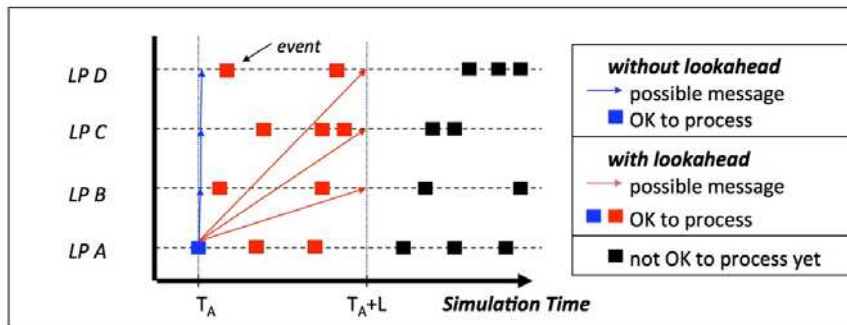 event
LP D
LP C
LP B
LP A
T_A
T_A+L
Simulation Time
without lookahead
possible message
OK to process
with lookahead
possible message
OK to process
not OK to process yet